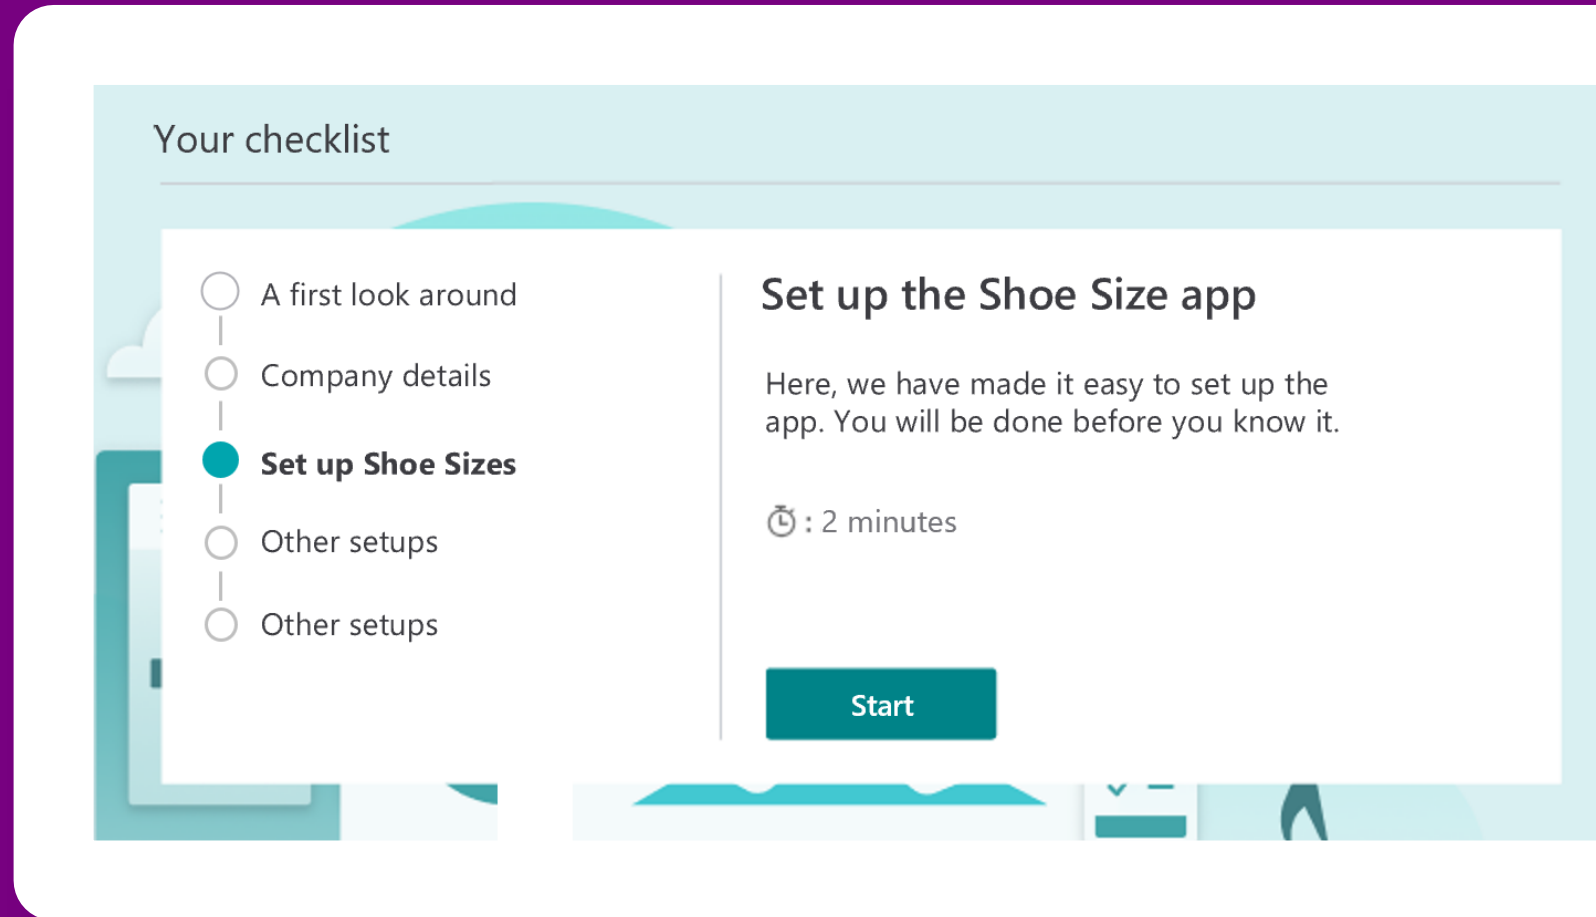 Your checklist
A first look around
Company details
Set up Shoe Sizes
Other setups
Other setups
Set up the Shoe Size app
Here, we have made it easy to set up the
app. You will be done before you know it.
: 2 minutes
Start